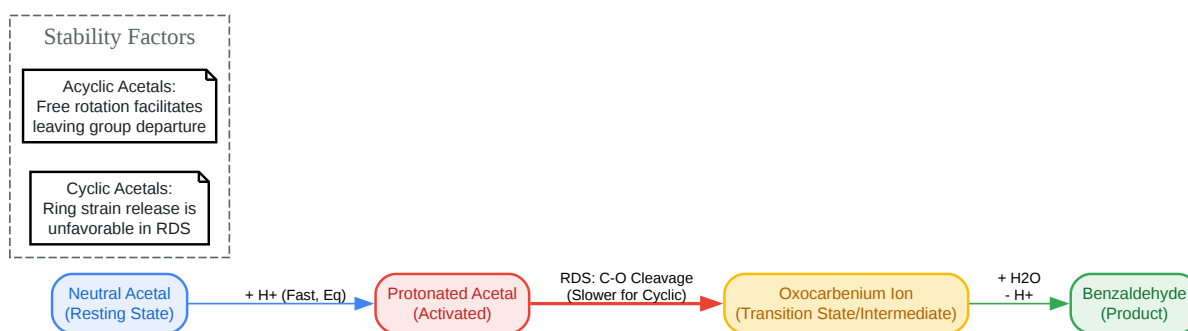 Stability Factors
Acyclic Acetals:
Free rotation facilitates
leaving group departure
Cyclic Acetals:
Ring strain release is
unfavorable in RDS
Neutral Acetal
(Resting State)
+ H+ (Fast, Eq)
Protonated Acetal
(Activated)
RDS: C-O Cleavage
(Slower for Cyclic)
Oxocarbenium Ion
(Transition State/Intermediate)
+ H2O
- H+
Benzaldehyde
(Product)